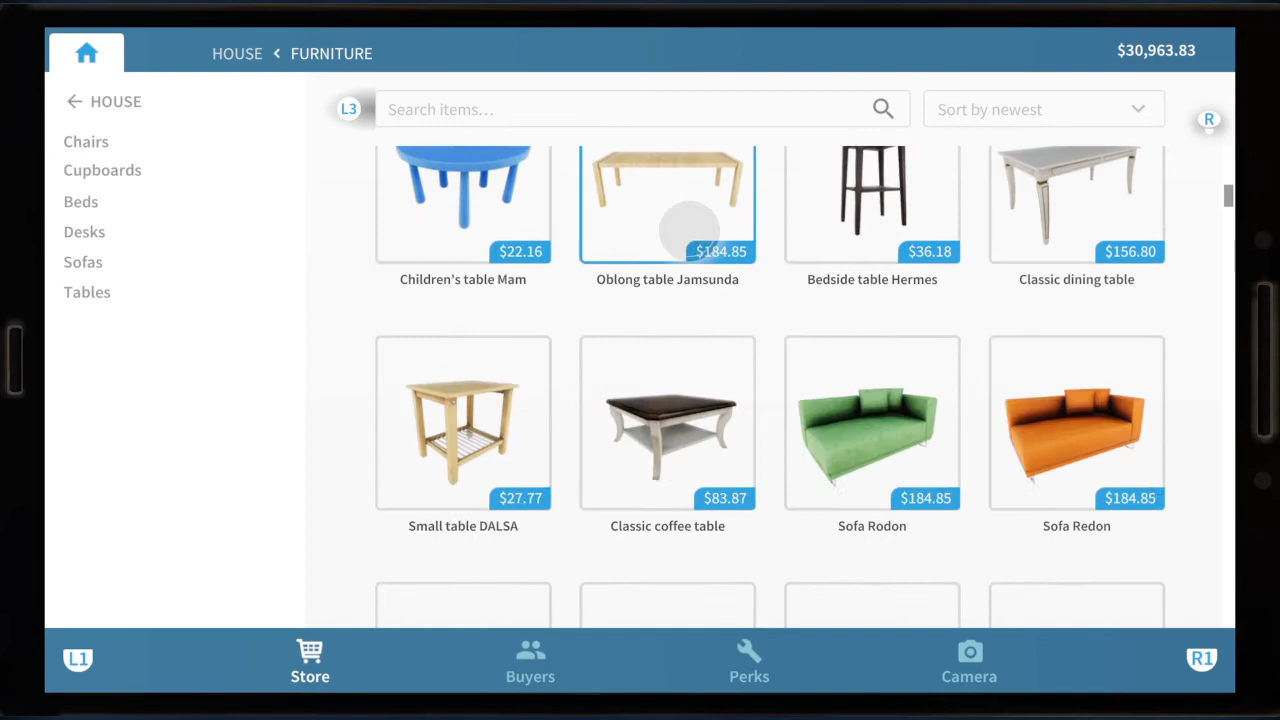 HOUSE < FURNITURE
$30,963.83
HOUSE
Chairs
Cupboards
Beds
Desks
Sofas
Tables
L3
Search items...
Sort by newest
R
$22.16
$184.85
$36.18
$156.80
Children's table Mam
Oblong table Jamsunda
Bedside table Hermes
Classic dining table
$27.77
$83.87
$184.85
$184.85
Small table DALSA
Classic coffee table
Sofa Rodon
Sofa Redon
L1
Store
Buyers
Perks
Camera
R1